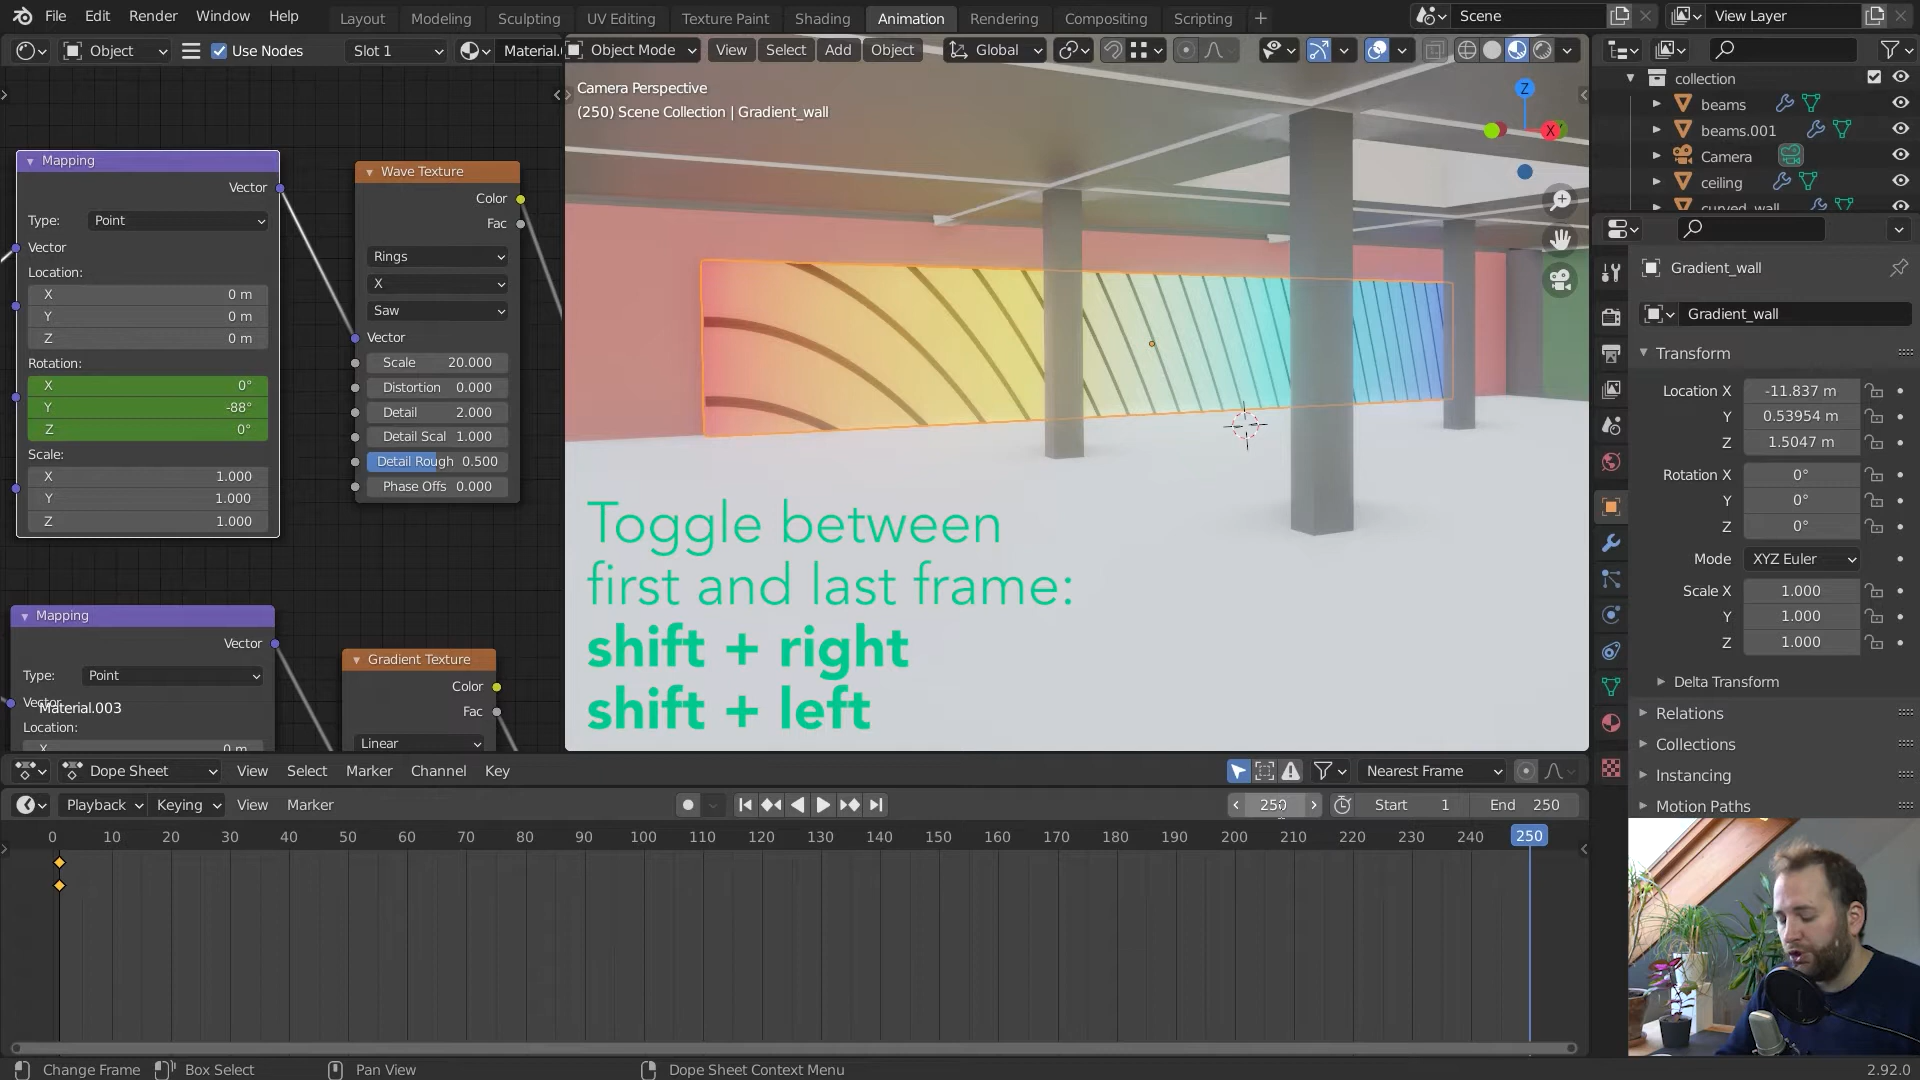 File Edit Render Window Help
Layout Modeling Sculpting UV Editing Texture Paint Shading Animation Rendering Compositing Scripting +
Scene
View Layer
Object
Use Nodes
Slot 1
Material.
Object Mode
View Select Add Object
Global
Camera Perspective
(250) Scene Collection | Gradient_wall
Z
X
Mapping
Vector
Type: Point
Vector
Location:
X 0 m
Y 0 m
Z 0 m
Rotation:
X 0°
Y -88°
Z 0°
Scale:
X 1.000
Y 1.000
Z 1.000
Wave Texture
Color
Fac
Rings
X
Saw
Vector
Scale 20.000
Distortion 0.000
Detail 2.000
Detail Scal 1.000
Detail Rough 0.500
Phase Offs 0.000
Mapping
Vector
Type: Point
Vector
Material.003
Location:
X 0 m
Gradient Texture
Color
Fac
Linear
Toggle between
first and last frame:
shift + right
shift + left
collection
beams
beams.001
Camera
ceiling
curved_wall
Gradient_wall
Gradient_wall
Transform
Location X -11.837 m
Y 0.53954 m
Z 1.5047 m
Rotation X 0°
Y 0°
Z 0°
Mode XYZ Euler
Scale X 1.000
Y 1.000
Z 1.000
Delta Transform
Relations
Collections
Instancing
Motion Paths
Dope Sheet View Select Marker Channel Key
Nearest Frame
Playback Keying View Marker
250
Start 1
End 250
0 10 20 30 40 50 60 70 80 90 100 110 120 130 140 150 160 170 180 190 200 210 220 230 240 250
Change Frame
Box Select
Pan View
Dope Sheet Context Menu
2.92.0